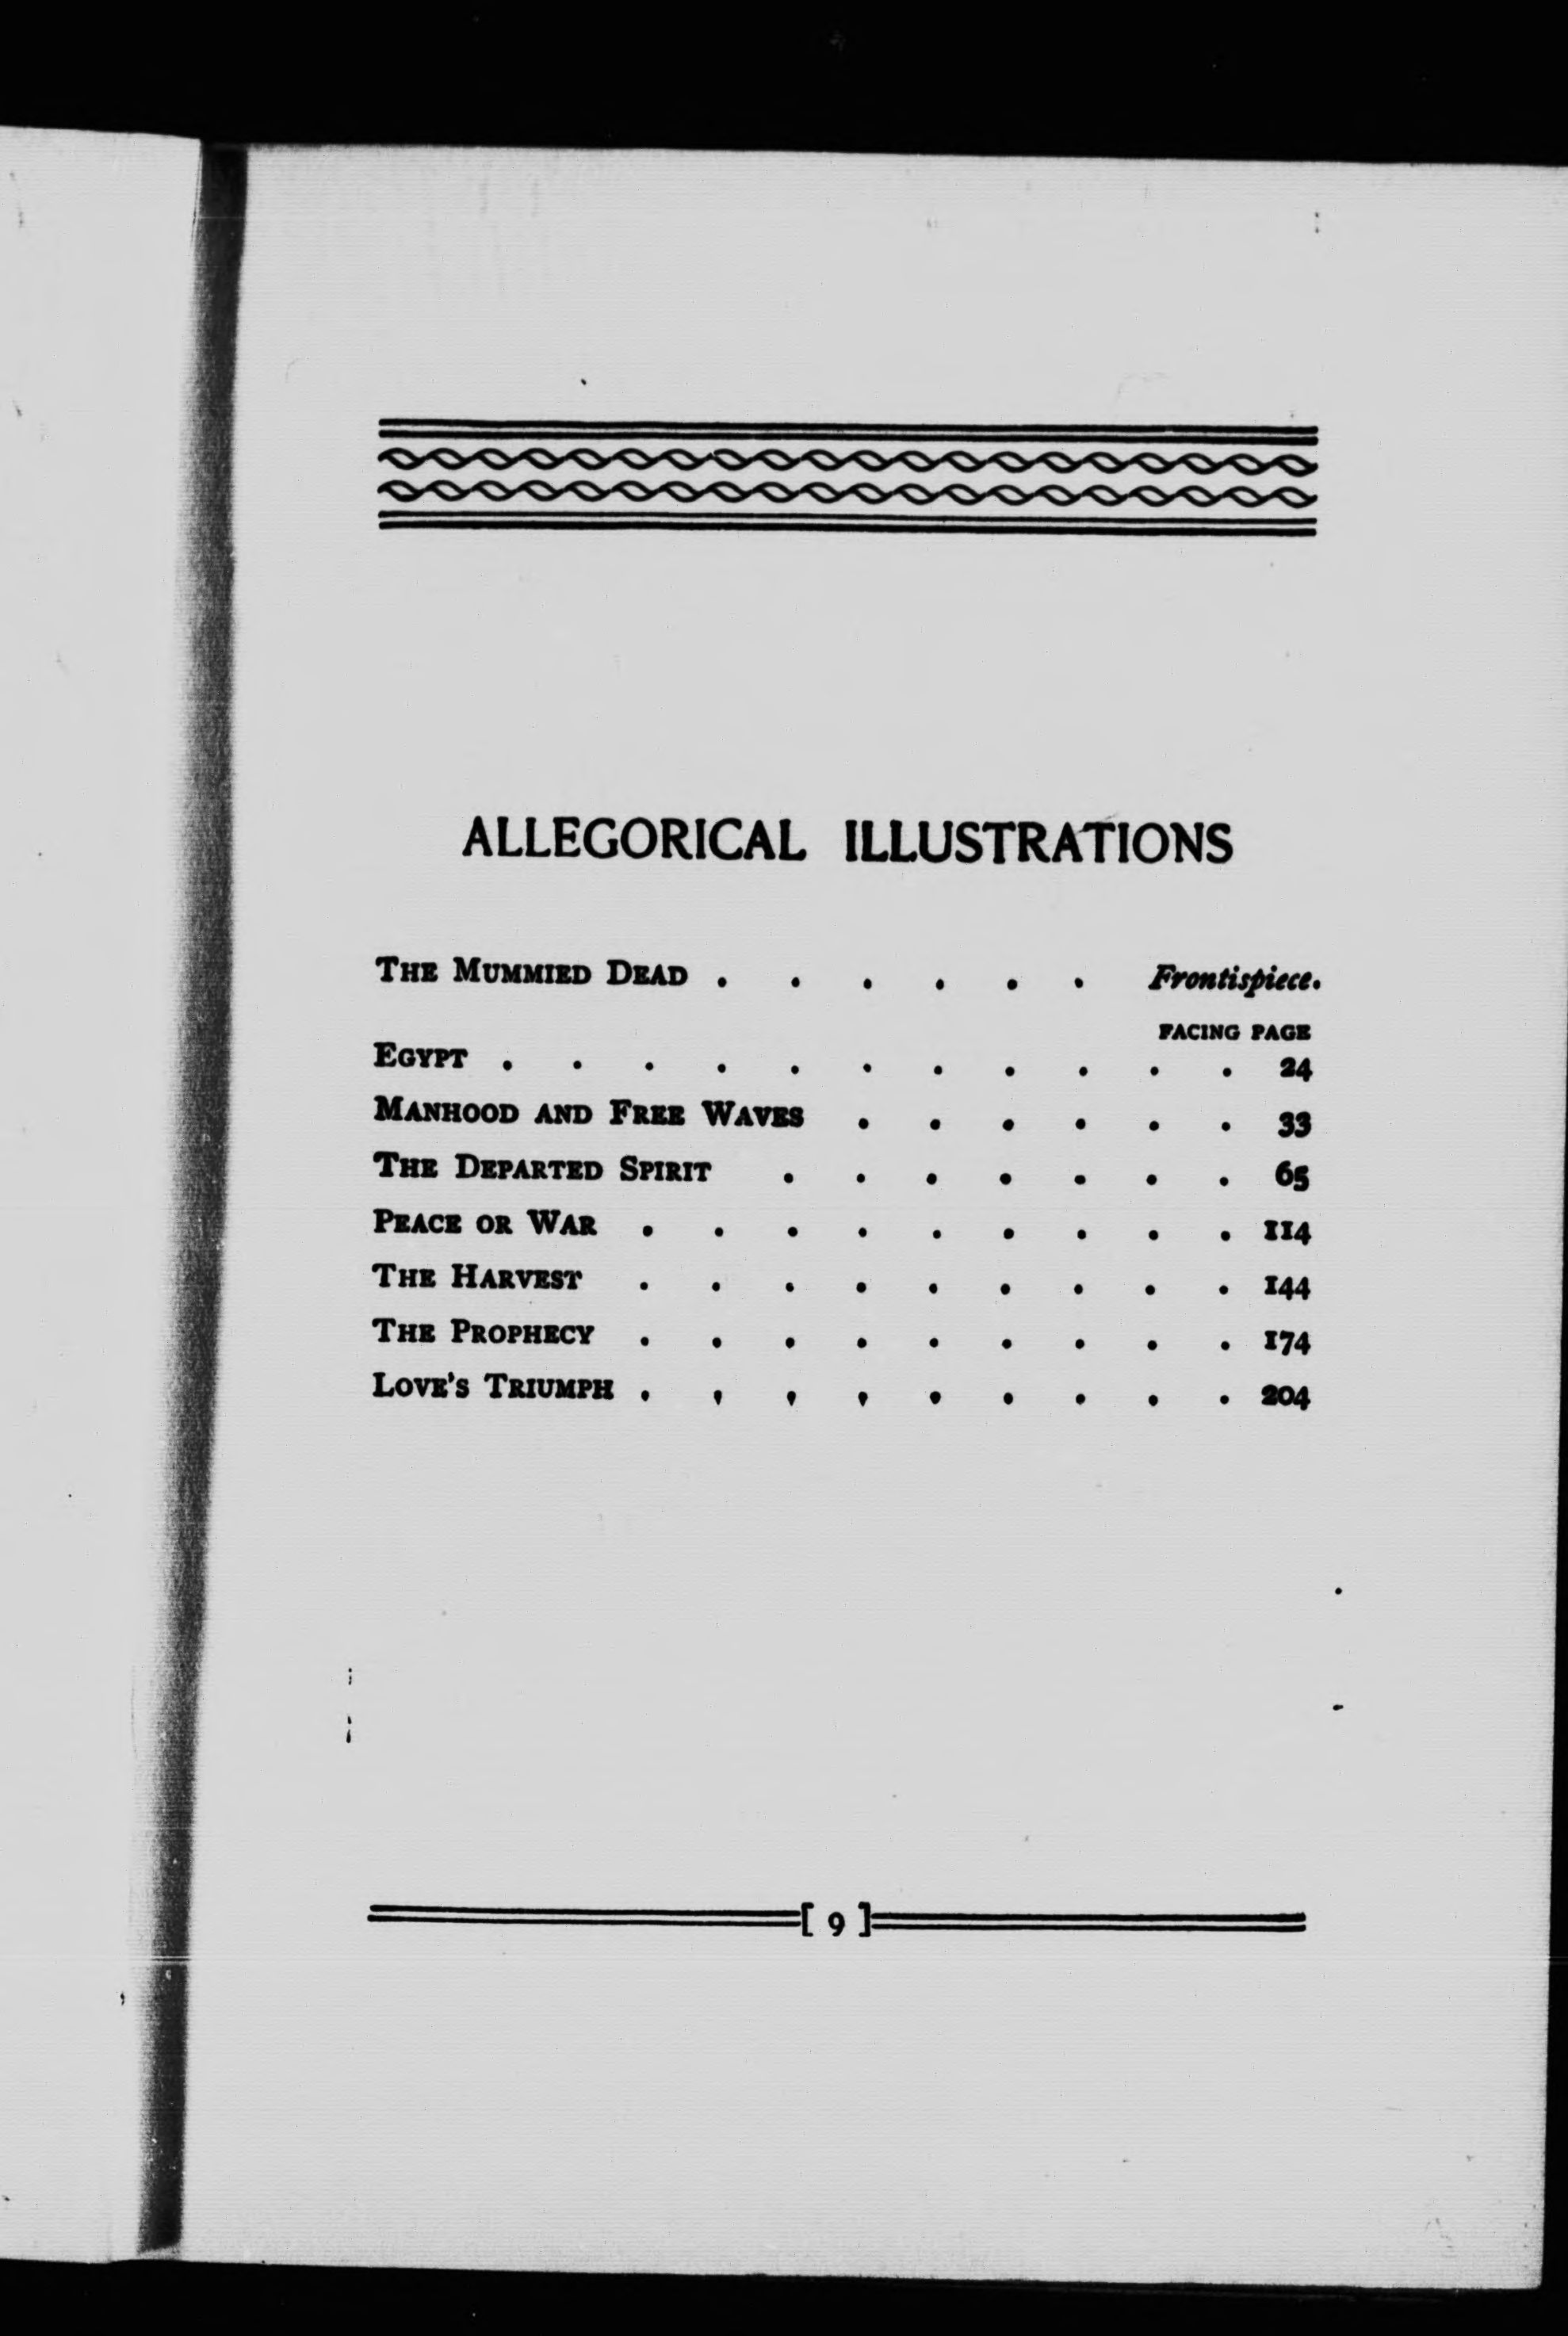 ALLEGORICAL ILLUSTRATIONS
THE MUMMIED DEAD . . . . . . Frontispiece.
FACING PAGE
EGYPT . . . . . . . . . . . 24
MANHOOD AND FREE WAVES . . . . . . 33
THE DEPARTED SPIRIT . . . . . . . 65
PEACE OR WAR . . . . . . . . . 114
THE HARVEST . . . . . . . . . 144
THE PROPHECY . . . . . . . . . 174
LOVE'S TRIUMPH . . . . . . . . . 204
[ 9 ]